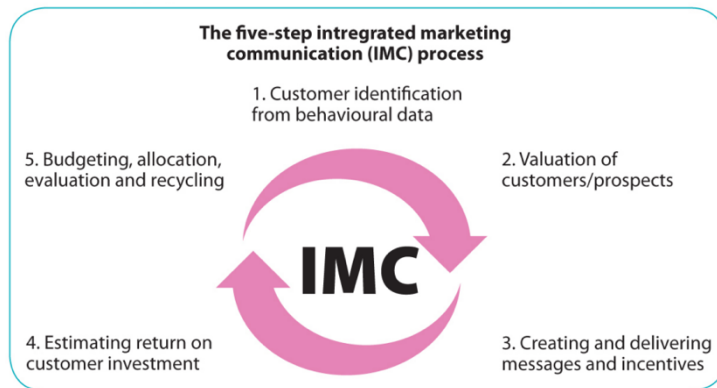 The five-step intregrated marketing
communication (IMC) process
1. Customer identification
from behavioural data
5. Budgeting, allocation,
evaluation and recycling
2. Valuation of
customers/prospects
IMC
4. Estimating return on
customer investment
3. Creating and delivering
messages and incentives